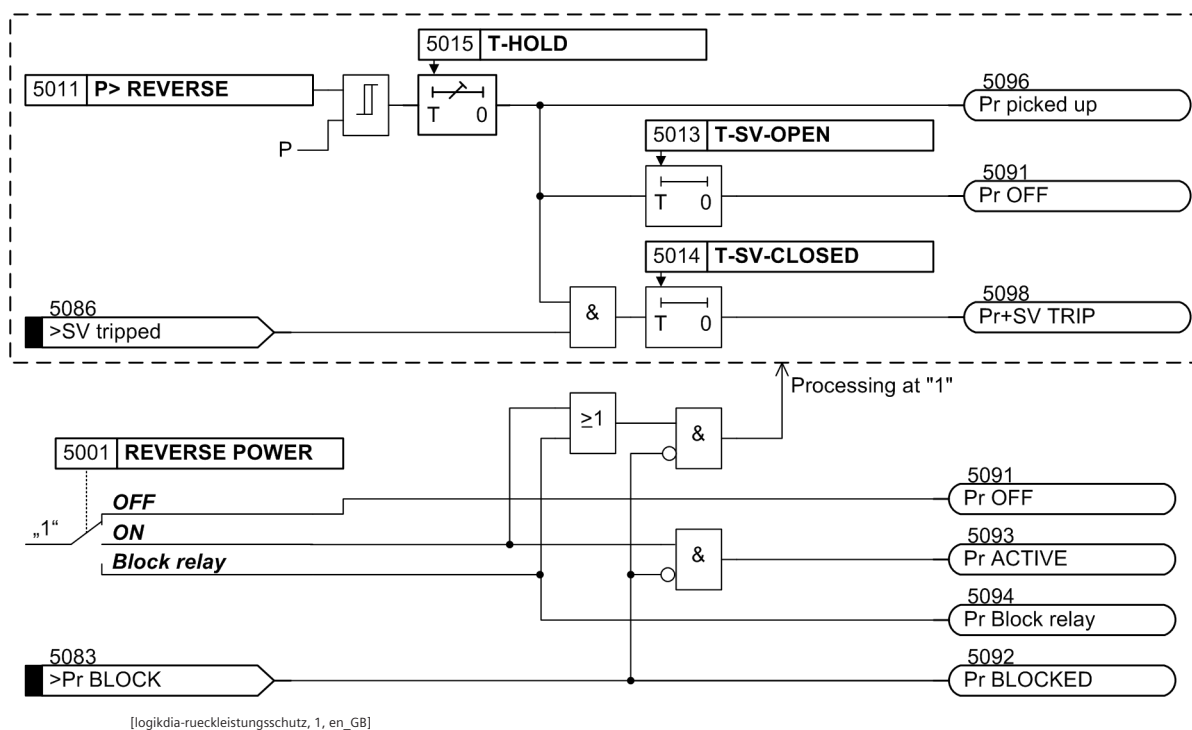 5015 T-HOLD
5011 P> REVERSE
5096
Pr picked up
T 0
P
5013 T-SV-OPEN
5091
Pr OFF
T 0
5014 T-SV-CLOSED
5086
>SV tripped
&
T 0
5098
Pr+SV TRIP
Processing at "1"
≥1
&
5001 REVERSE POWER
5091
Pr OFF
OFF
„1“
ON
&
5093
Pr ACTIVE
Block relay
5094
Pr Block relay
5083
>Pr BLOCK
5092
Pr BLOCKED
[logikdia-rueckleistungsschutz, 1, en_GB]